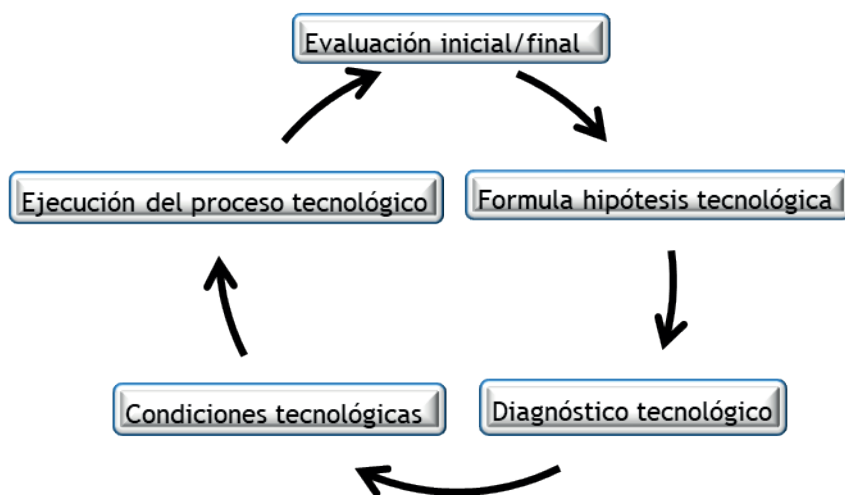 Evaluación inicial/final
Ejecución del proceso tecnológico
Formula hipótesis tecnológica
Condiciones tecnológicas
Diagnóstico tecnológico